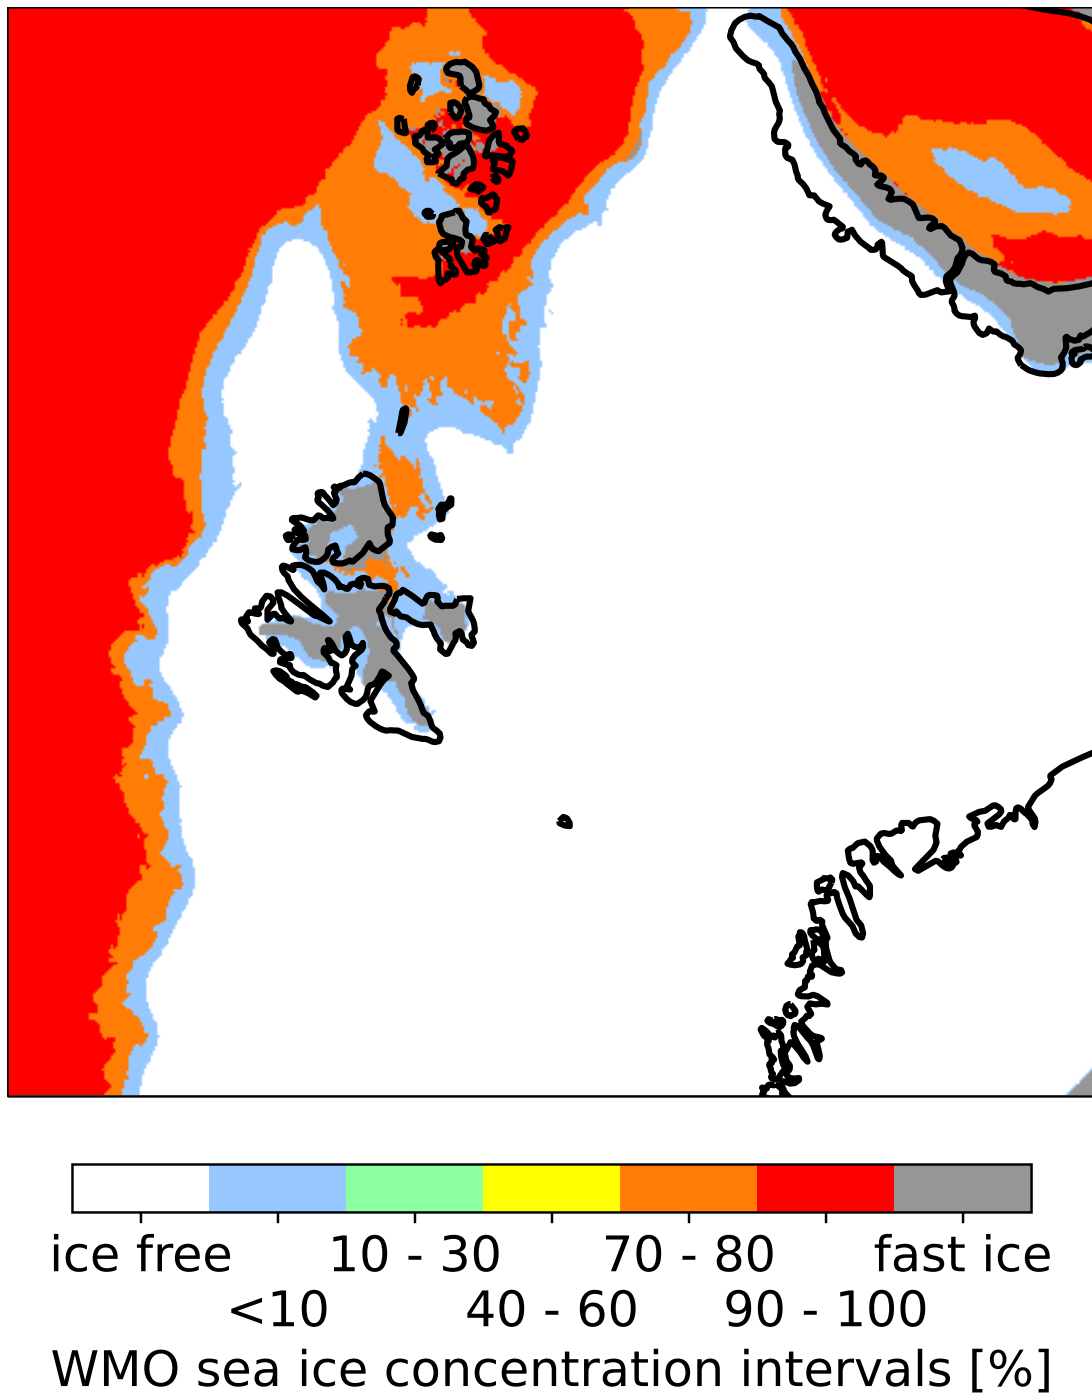 ice free 10 - 30 70 - 80 fast ice
<10 40 - 60 90 - 100
WMO sea ice concentration intervals [%]